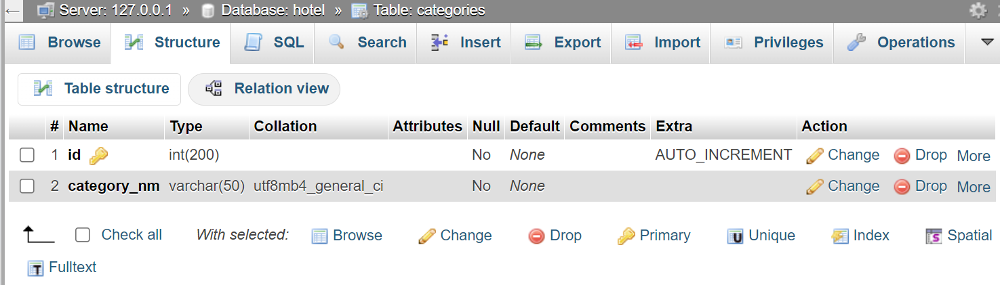 Server: 127.0.0.1 » Database: hotel » Table: categories
Browse Structure SQL Search Insert Export Import Privileges Operations
Table structure Relation view
# Name Type Collation Attributes Null Default Comments Extra Action
1 id int(200) No None AUTO_INCREMENT Change Drop More
2 category_nm varchar(50) utf8mb4_general_ci No None Change Drop More
Check all With selected: Browse Change Drop Primary Unique Index Spatial
Fulltext